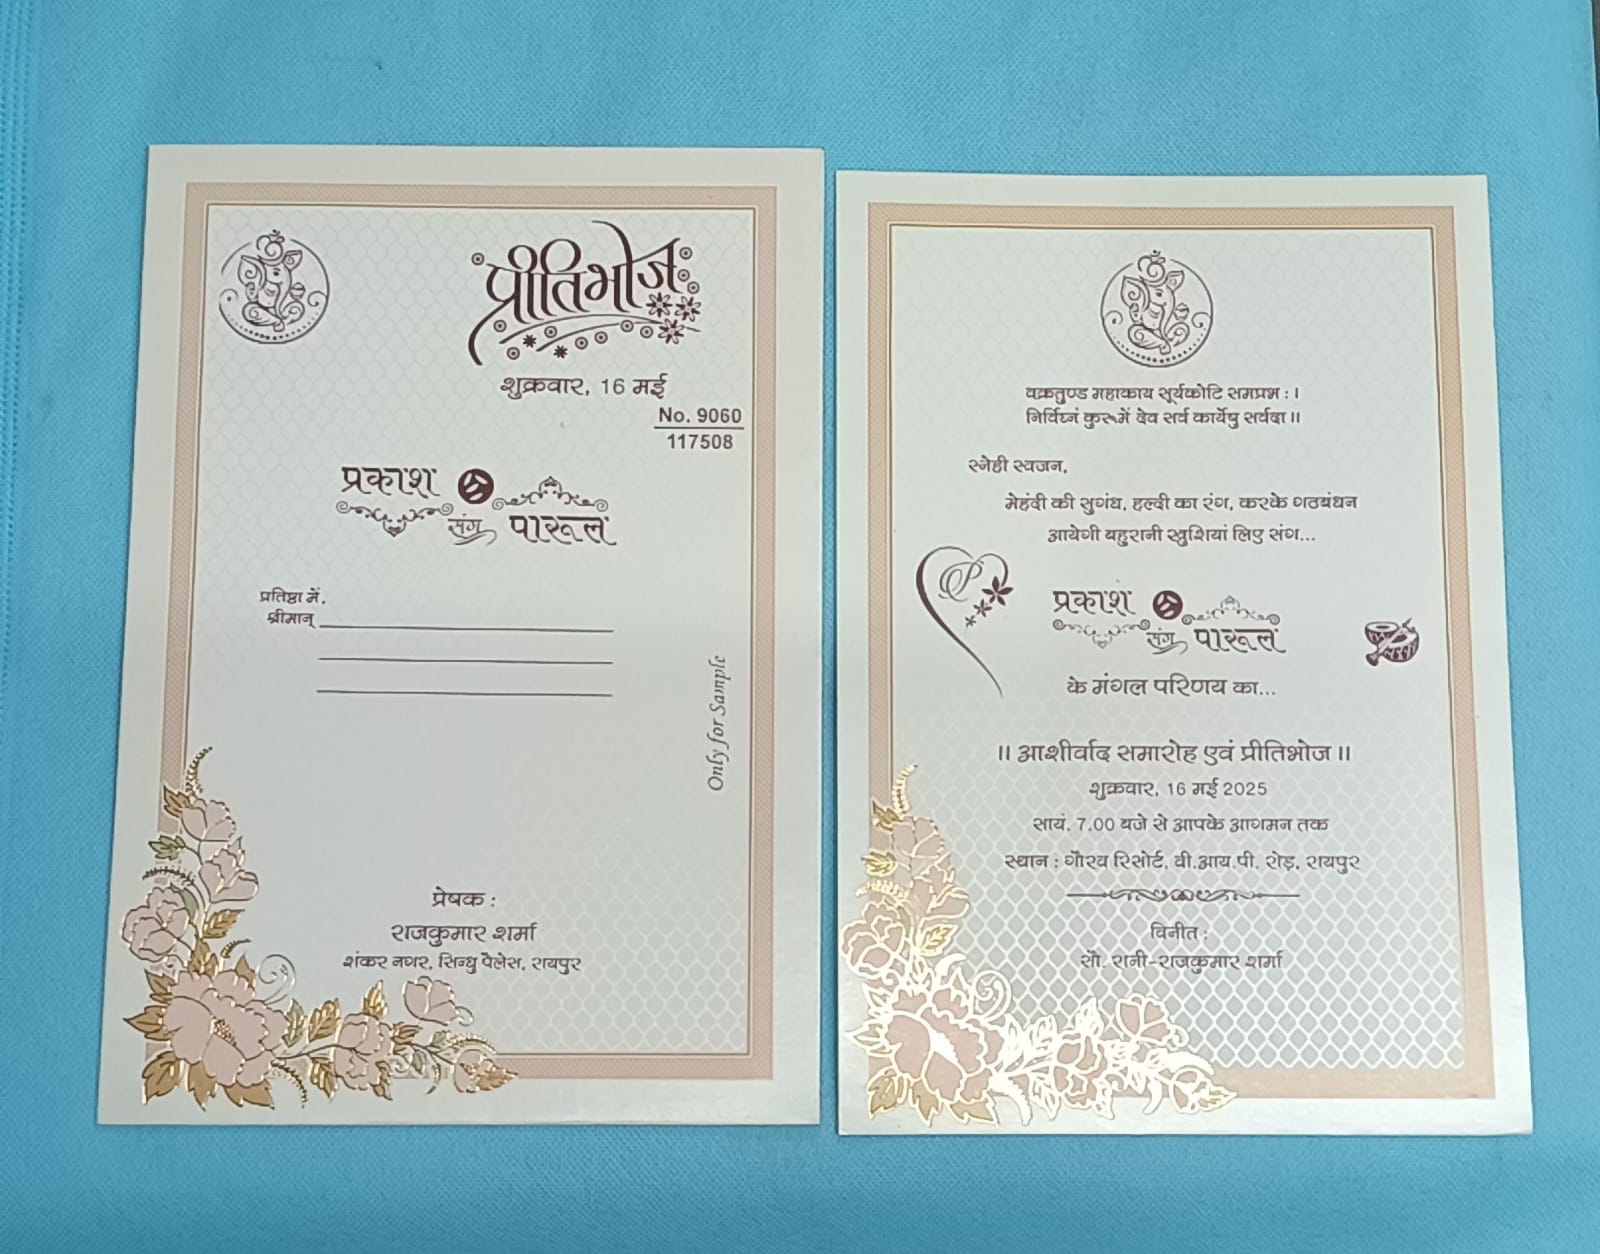 प्रीतिभोज
शुक्रवार, 16 मई
No. 9060
117508
प्रकाश
संग पारूल
प्रतिष्ठा में,
श्रीमान्
Only for Sample
प्रेषक :
राजकुमार शर्मा
शंकर नगर, सिन्धु पैलेस, रायपुर
वक्रतुण्ड महाकाय सूर्यकोटि समप्रभ : ।
निर्विघ्नं कुरूमें देव सर्व कार्येषु सर्वदा ॥
स्नेही स्वजन,
मेहंदी की सुगंध, हल्दी का रंग, करके गठबंधन
आयेगी बहुरानी खुशियां लिए संग...
P
प्रकाश
संग पारूल
के मंगल परिणय का...
॥ आशीर्वाद समारोह एवं प्रीतिभोज ॥
शुक्रवार, 16 मई 2025
सायं. 7.00 बजे से आपके आगमन तक
स्थान : गौरव रिसोर्ट, वी.आय.पी. रोड़, रायपुर
विनीत :
सौ. रानी-राजकुमार शर्मा